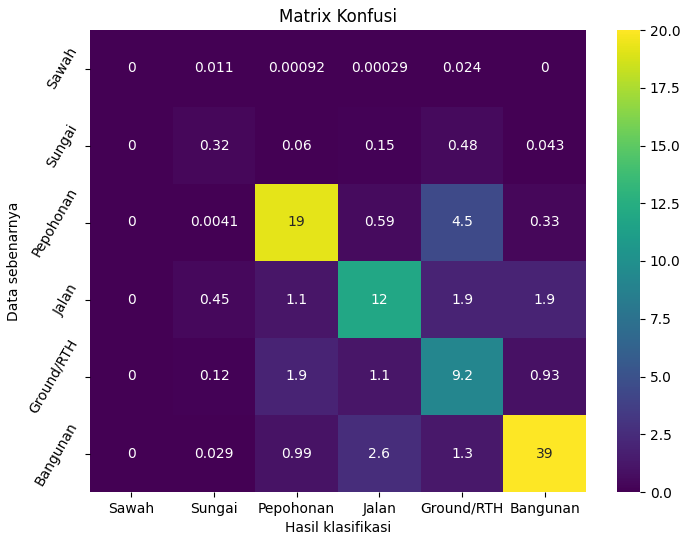 Matrix Konfusi
Data sebenarnya
Sawah 0 0.011 0.00092 0.00029 0.024 0
Sungai 0 0.32 0.06 0.15 0.48 0.043
Pepohonan 0 0.0041 19 0.59 4.5 0.33
Jalan 0 0.45 1.1 12 1.9 1.9
Ground/RTH 0 0.12 1.9 1.1 9.2 0.93
Bangunan 0 0.029 0.99 2.6 1.3 39
Sawah Sungai Pepohonan Jalan Ground/RTH Bangunan
Hasil klasifikasi
20.0
17.5
15.0
12.5
10.0
7.5
5.0
2.5
0.0